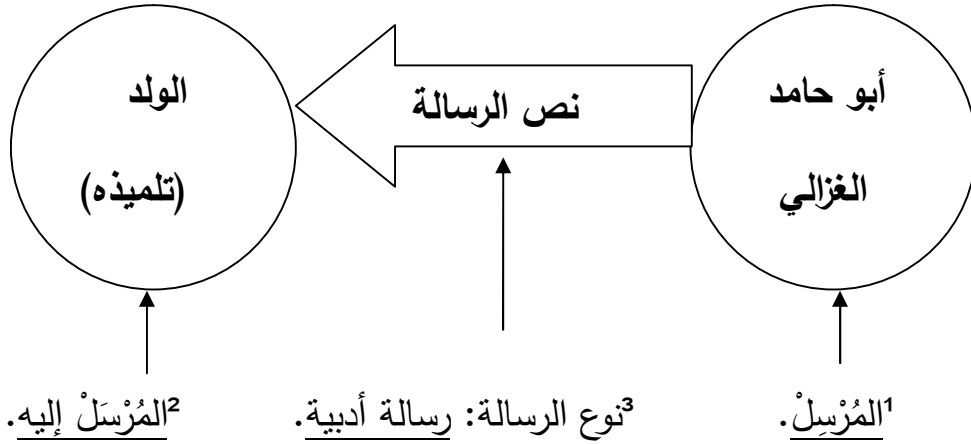 أبو حامد
الغزالي
نص الرسالة
الولد
(تلميذه)
¹المُرْسِلْ.
³نوع الرسالة: رسالة أدبية.
²المُرْسَلْ إليه.